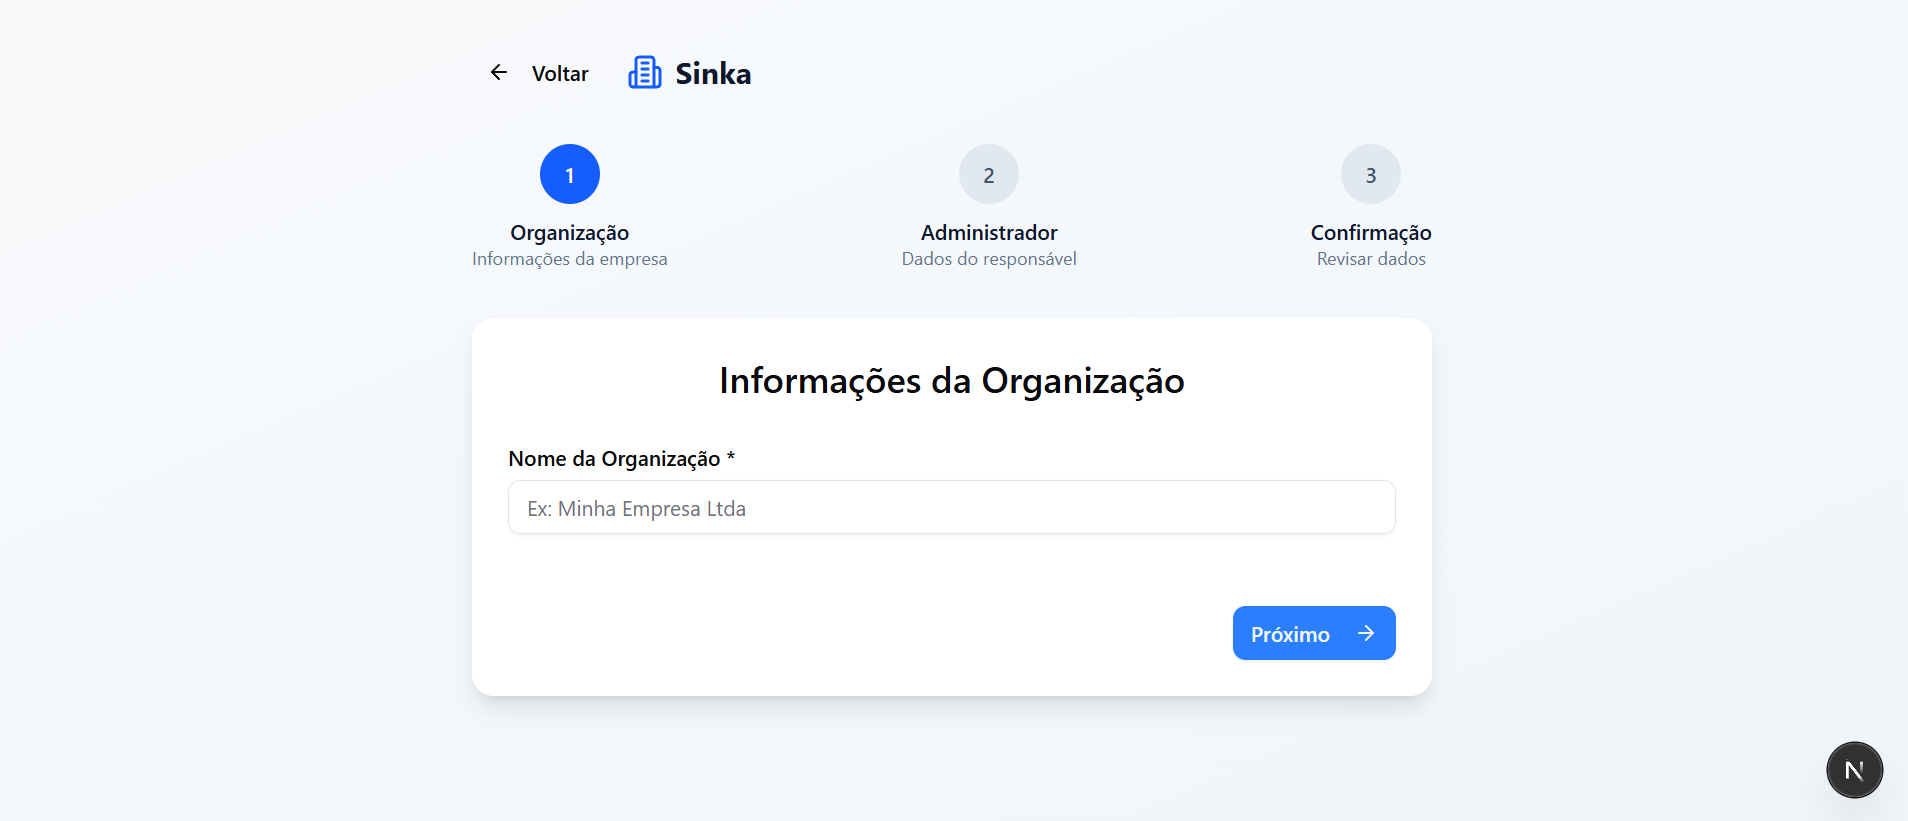 Voltar
Sinka
1
2
3
Organização
Administrador
Confirmação
Informações da empresa
Dados do responsável
Revisar dados
Informações da Organização
Nome da Organização *
Ex: Minha Empresa Ltda
Próximo
N